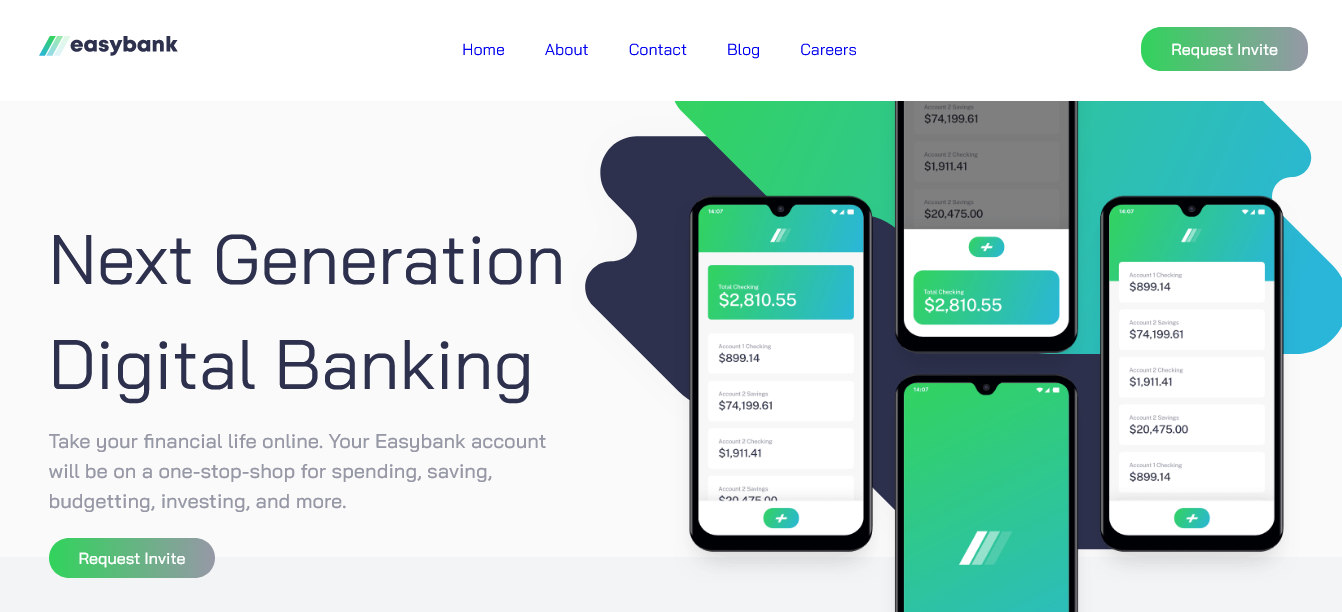 easybank
Home
About
Contact
Blog
Careers
Request Invite
Next Generation
Digital Banking
Take your financial life online. Your Easybank account
will be on a one-stop-shop for spending, saving,
budgetting, investing, and more.
Request Invite
14:07
Total Checking
$2,810.55
Account 1 Checking
$899.14
Account 2 Savings
$74,199.61
Account 2 Checking
$1,911.41
Account 2 Savings
$20,475.00
Account 2 Savings
$74,199.61
Account 2 Checking
$1,911.41
Account 2 Savings
$20,475.00
Total Checking
$2,810.55
14:07
14:07
Account 1 Checking
$899.14
Account 2 Savings
$74,199.61
Account 2 Checking
$1,911.41
Account 2 Savings
$20,475.00
Account 1 Checking
$899.14